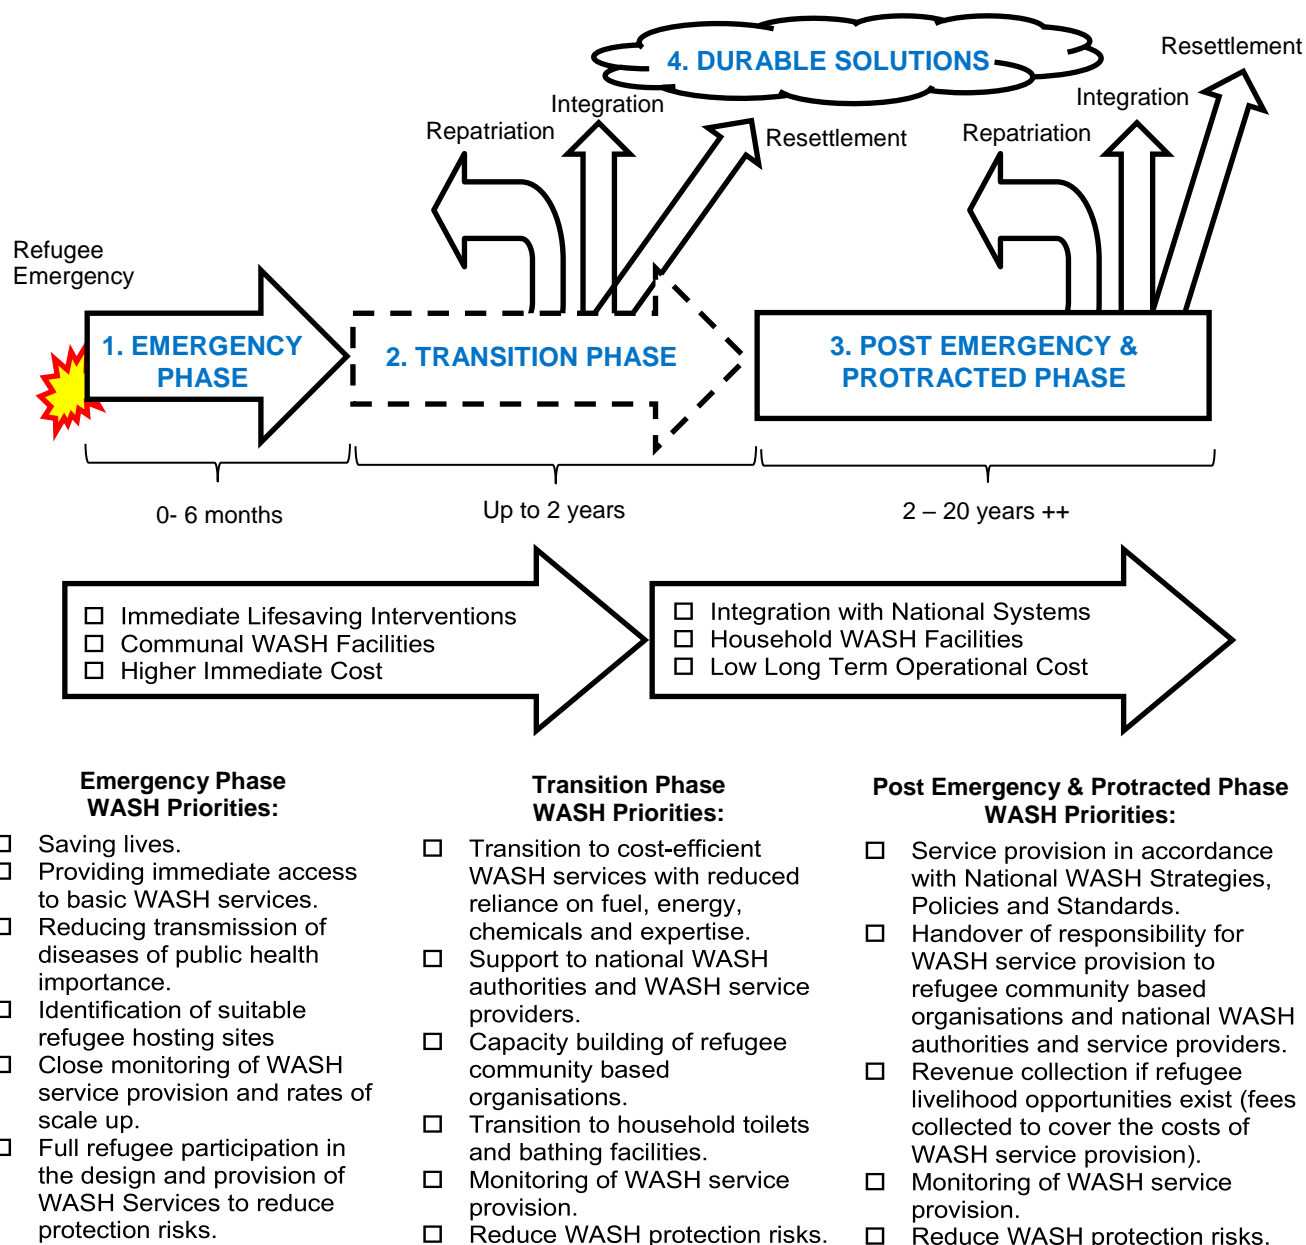 4. DURABLE SOLUTIONS
Resettlement
Integration
Integration
Repatriation
Resettlement
Repatriation
Refugee
Emergency
1. EMERGENCY
PHASE
2. TRANSITION PHASE
3. POST EMERGENCY &
PROTRACTED PHASE
0- 6 months
Up to 2 years
2 – 20 years ++
Immediate Lifesaving Interventions
Communal WASH Facilities
Higher Immediate Cost
Integration with National Systems
Household WASH Facilities
Low Long Term Operational Cost
Emergency Phase
WASH Priorities:
Saving lives.
Providing immediate access
to basic WASH services.
Reducing transmission of
diseases of public health
importance.
Identification of suitable
refugee hosting sites
Close monitoring of WASH
service provision and rates of
scale up.
Full refugee participation in
the design and provision of
WASH Services to reduce
protection risks.
Transition Phase
WASH Priorities:
Transition to cost-efficient
WASH services with reduced
reliance on fuel, energy,
chemicals and expertise.
Support to national WASH
authorities and WASH service
providers.
Capacity building of refugee
community based
organisations.
Transition to household toilets
and bathing facilities.
Monitoring of WASH service
provision.
Reduce WASH protection risks.
Post Emergency & Protracted Phase
WASH Priorities:
Service provision in accordance
with National WASH Strategies,
Policies and Standards.
Handover of responsibility for
WASH service provision to
refugee community based
organisations and national WASH
authorities and service providers.
Revenue collection if refugee
livelihood opportunities exist (fees
collected to cover the costs of
WASH service provision).
Monitoring of WASH service
provision.
Reduce WASH protection risks.